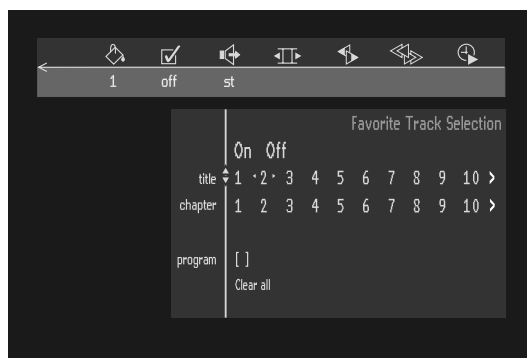 1 off st
Favorite Track Selection
On Off
title 1 2 3 4 5 6 7 8 9 10 >
chapter 1 2 3 4 5 6 7 8 9 10 >
program [ ]
Clear all